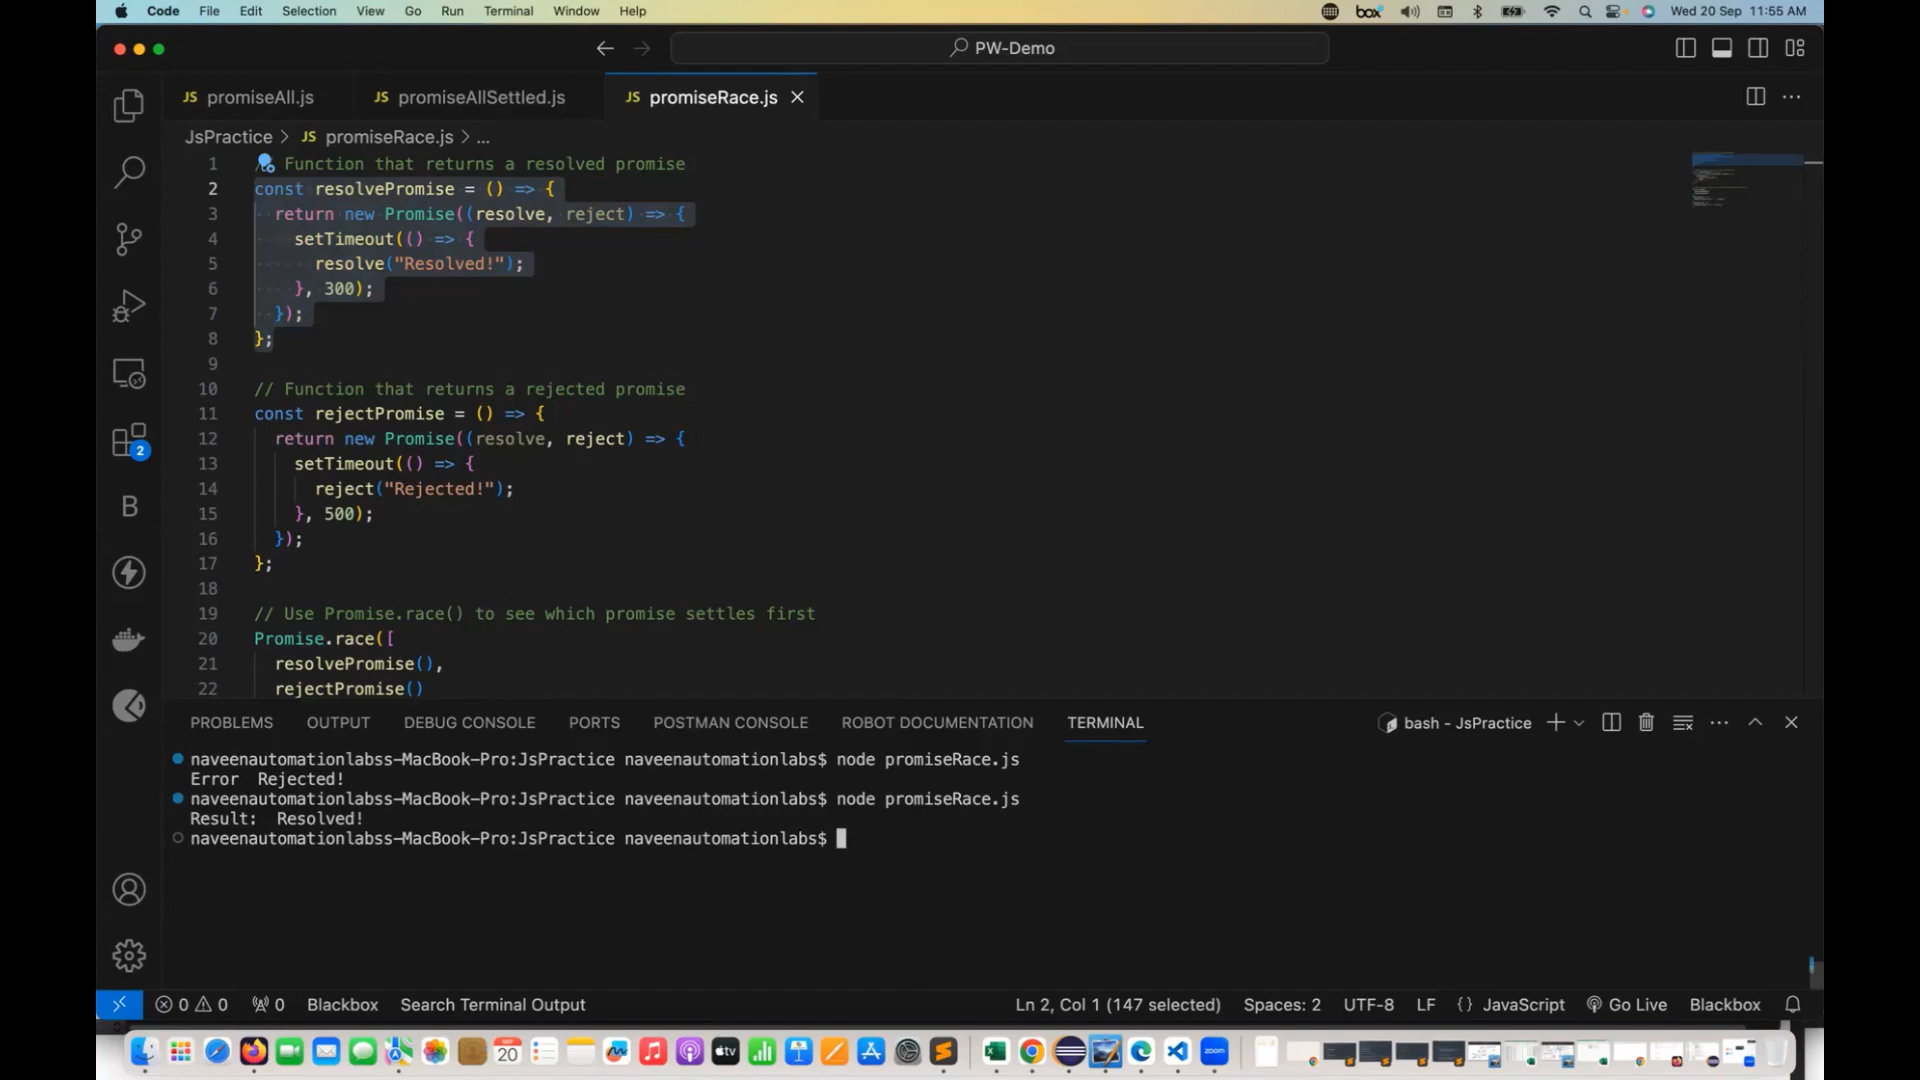 Code File Edit Selection View Go Run Terminal Window Help box Wed 20 Sep 11:55 AM
PW-Demo
JS promiseAll.js JS promiseAllSettled.js JS promiseRace.js
JsPractice > JS promiseRace.js > ...
1 Function that returns a resolved promise
2 const resolvePromise = () => {
3 return new Promise((resolve, reject) => {
4 setTimeout(() => {
5 resolve("Resolved!");
6 }, 300);
7 });
8 };
9
10 // Function that returns a rejected promise
11 const rejectPromise = () => {
12 return new Promise((resolve, reject) => {
13 setTimeout(() => {
14 reject("Rejected!");
15 }, 500);
16 });
17 };
18
19 // Use Promise.race() to see which promise settles first
20 Promise.race([
21 resolvePromise(),
22 rejectPromise()
2
B
PROBLEMS OUTPUT DEBUG CONSOLE PORTS POSTMAN CONSOLE ROBOT DOCUMENTATION TERMINAL bash - JsPractice
naveenautomationlabss-MacBook-Pro:JsPractice naveenautomationlabs$ node promiseRace.js
Error Rejected!
naveenautomationlabss-MacBook-Pro:JsPractice naveenautomationlabs$ node promiseRace.js
Result: Resolved!
naveenautomationlabss-MacBook-Pro:JsPractice naveenautomationlabs$
0 0 0 Blackbox Search Terminal Output Ln 2, Col 1 (147 selected) Spaces: 2 UTF-8 LF {} JavaScript Go Live Blackbox
20 tv zoom